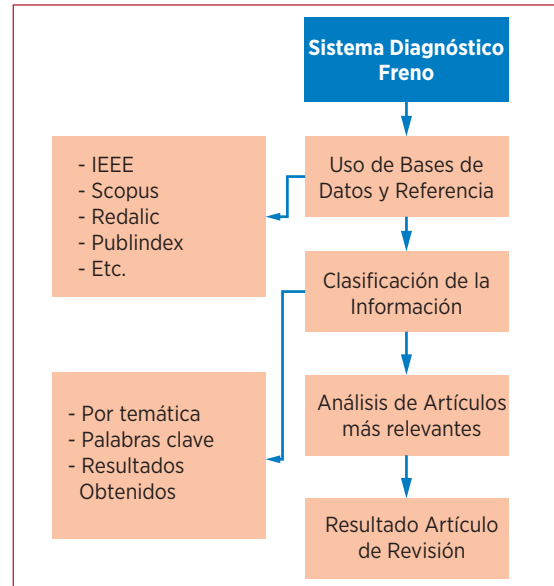 Sistema Diagnóstico
Freno
Uso de Bases de
Datos y Referencia
- IEEE
- Scopus
- Redalic
- Publindex
- Etc.
Clasificación de la
Información
- Por temática
- Palabras clave
- Resultados
Obtenidos
Análisis de Artículos
más relevantes
Resultado Artículo
de Revisión